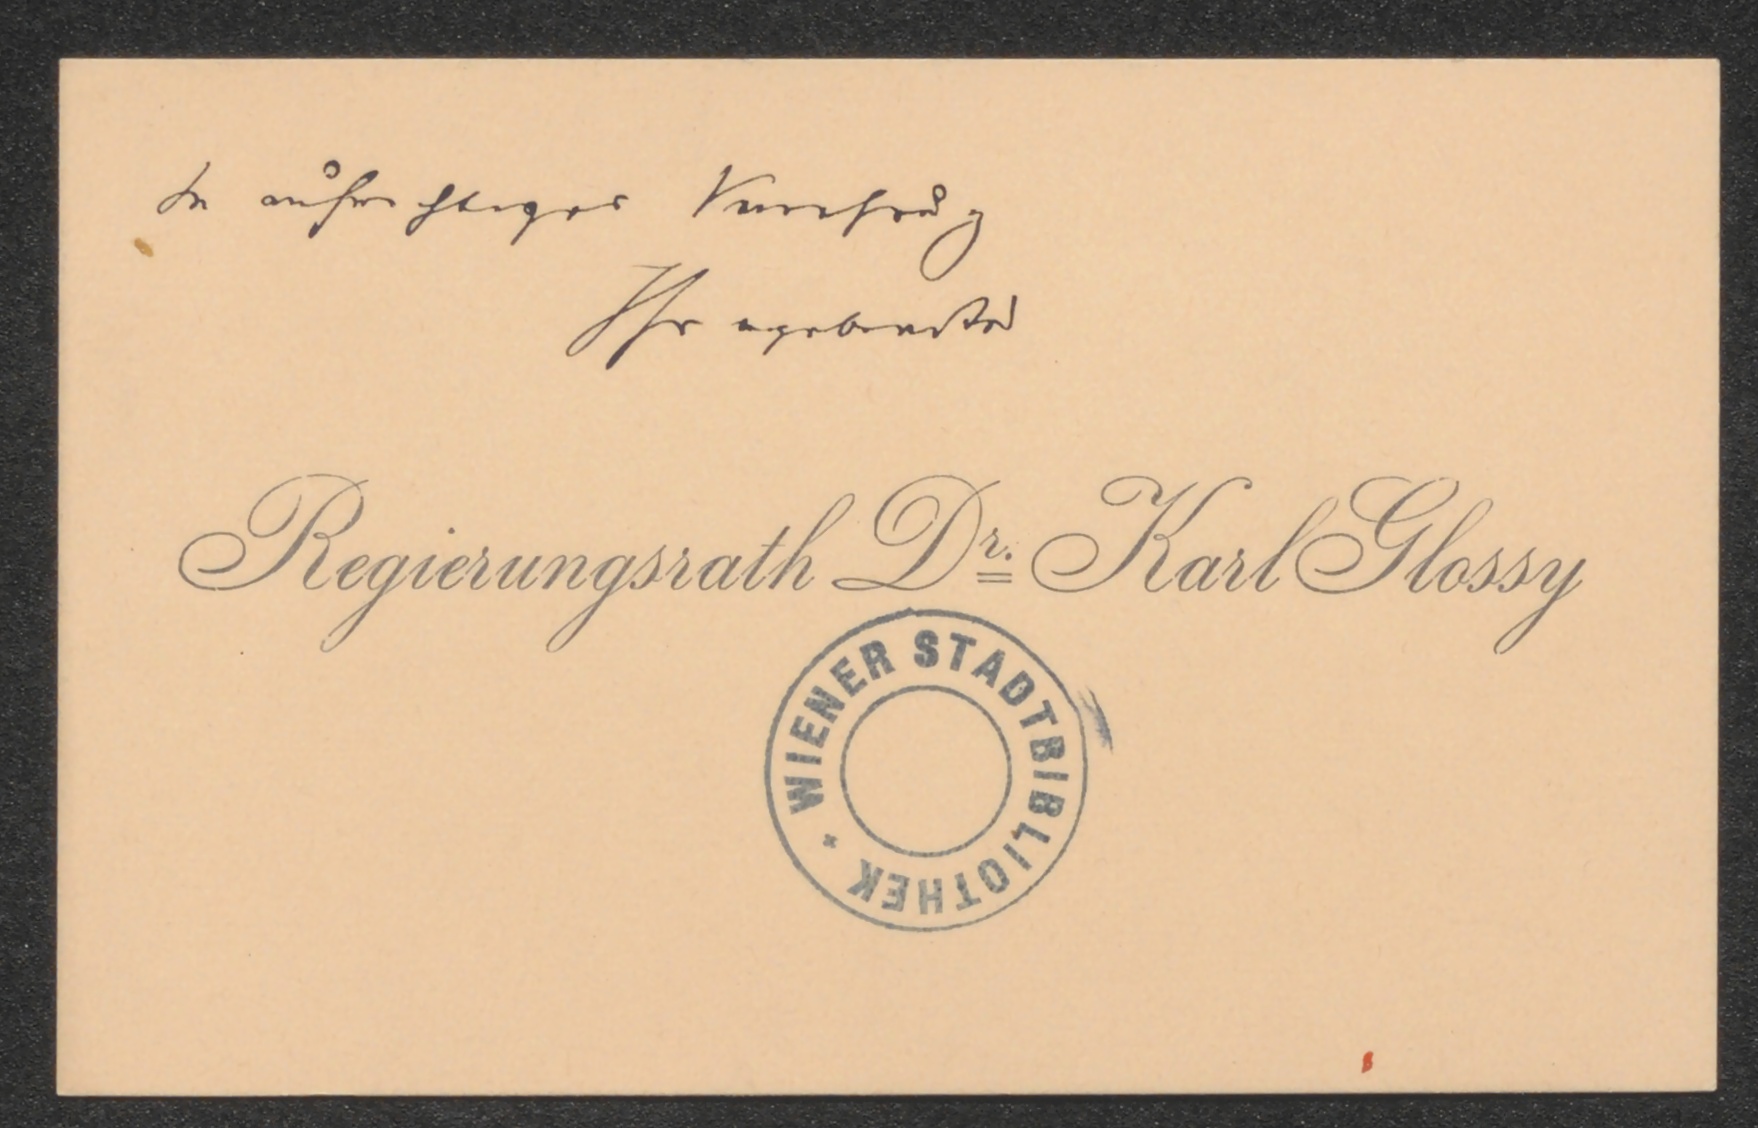 In aufrichtiger Verehrung
Ihr ergebenster
Regierungsrath Dr. Karl Glossy
WIENER STADTBIBLIOTHEK *